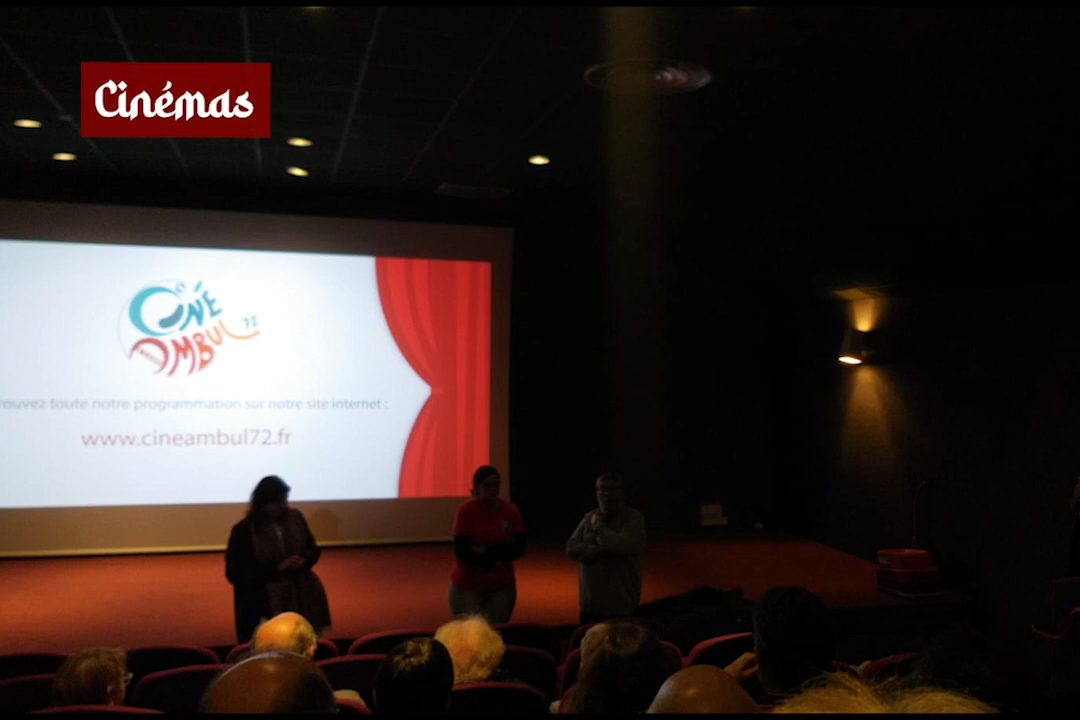 Cinémas
CINÉ
AMBUL 72
rouvez toute notre programmation sur notre site internet :
www.cineambul72.fr